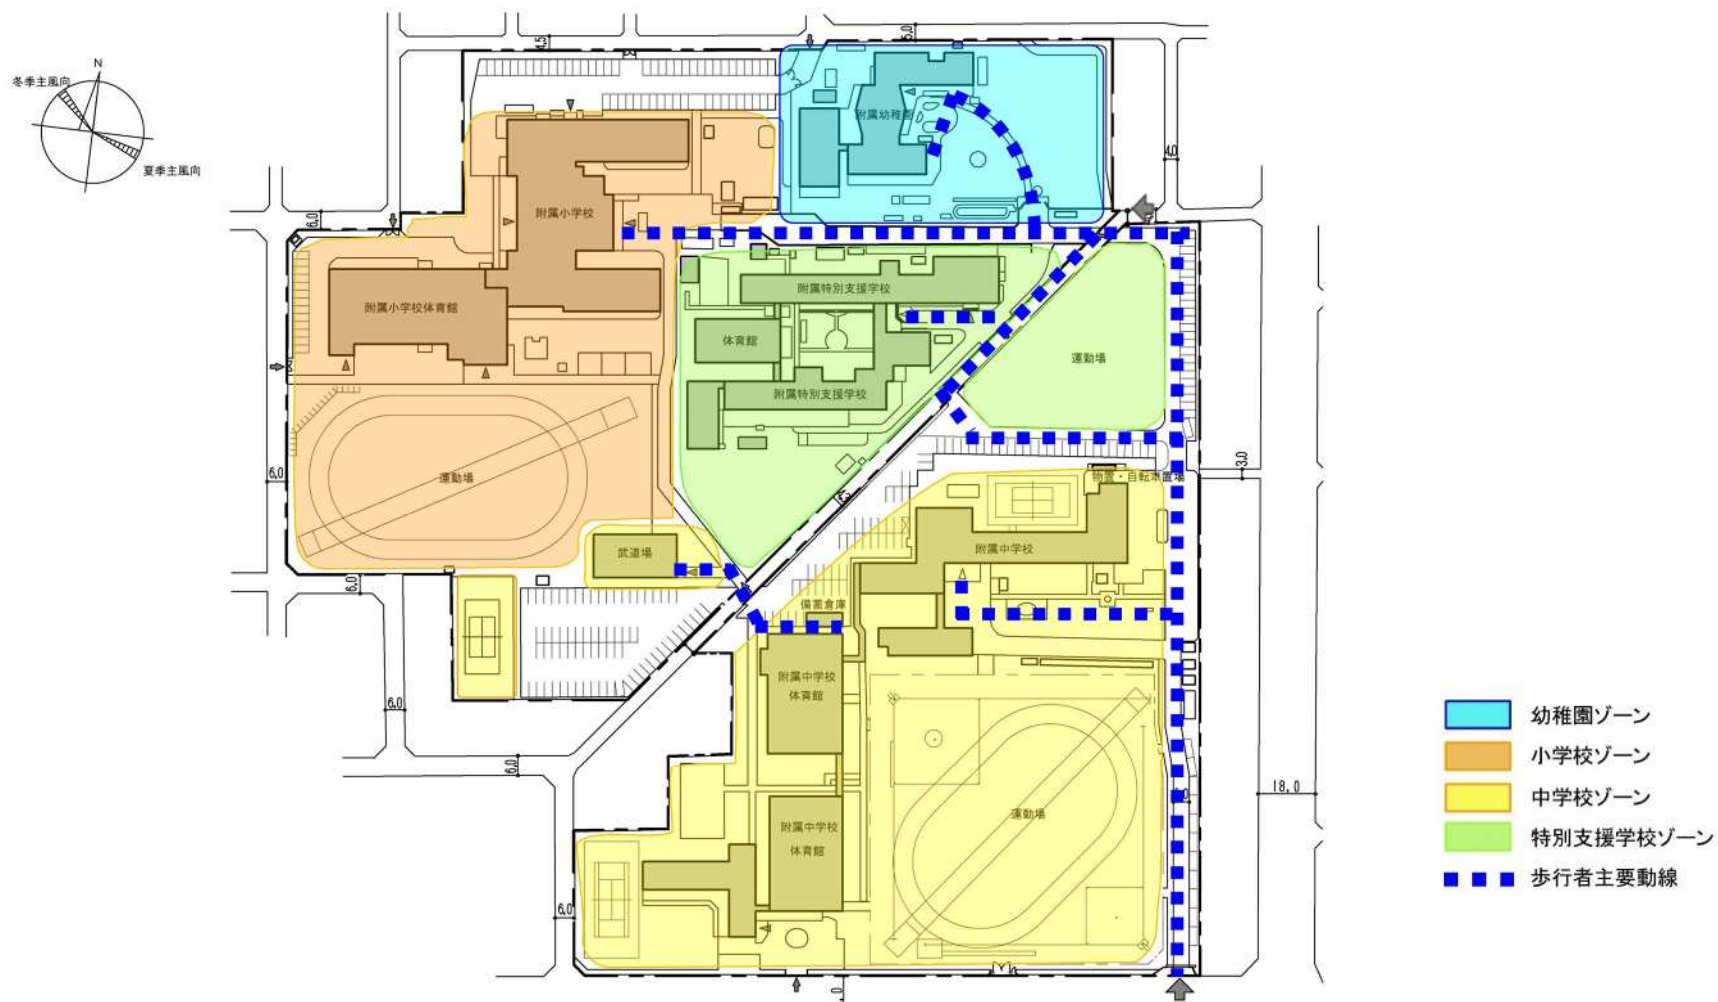 4.5
5.0
N
冬季主風向
夏季主風向
附属幼稚園
4.0
6.0
附属小学校
附属特別支援学校
附属小学校体育館
体育館
運動場
附属特別支援学校
6.0
運動場
3.0
物置・自転車置場
武道場
附属中学校
6.0
備蓄倉庫
附属中学校
体育館
6.0
6.0
幼稚園ゾーン
小学校ゾーン
18.0
中学校ゾーン
運動場
附属中学校
体育館
特別支援学校ゾーン
歩行者主要動線
6.0